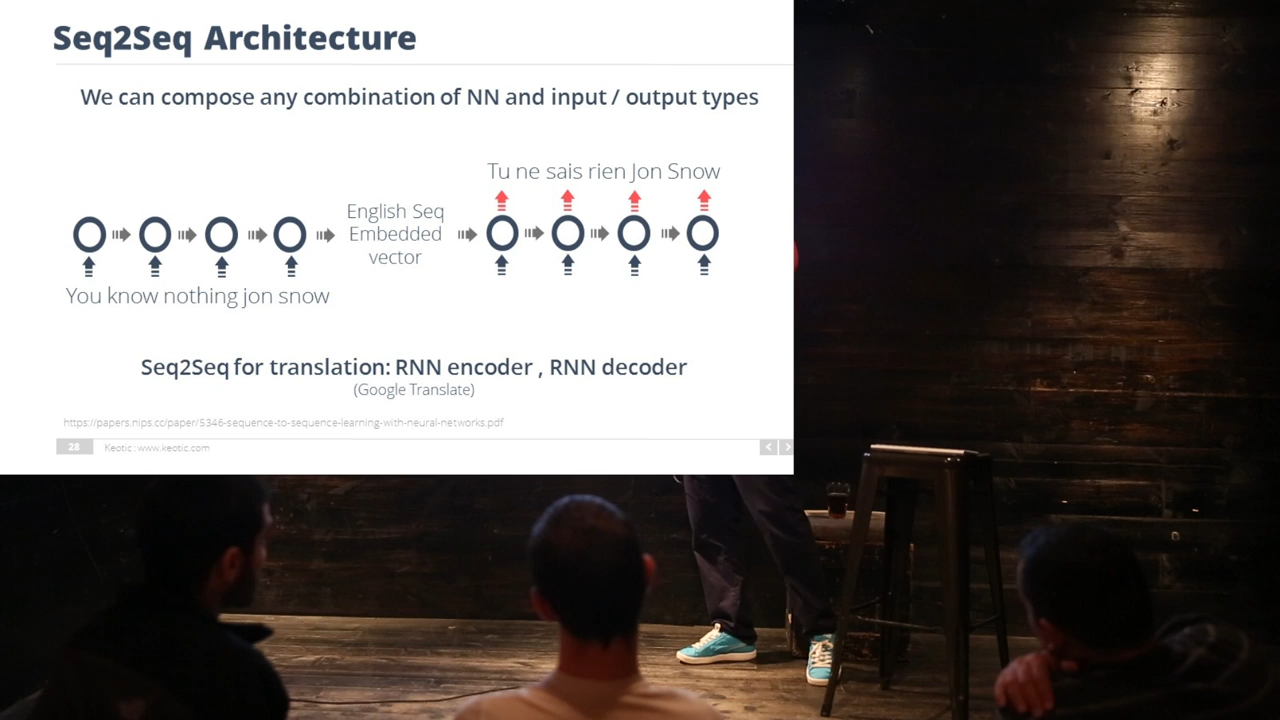 Seq2Seq Architecture
We can compose any combination of NN and input / output types
Tu ne sais rien Jon Snow
English Seq
Embedded
vector
You know nothing jon snow
Seq2Seq for translation: RNN encoder , RNN decoder
(Google Translate)
https://papers.nips.cc/paper/5346-sequence-to-sequence-learning-with-neural-networks.pdf
28 Keotic : www.keotic.com